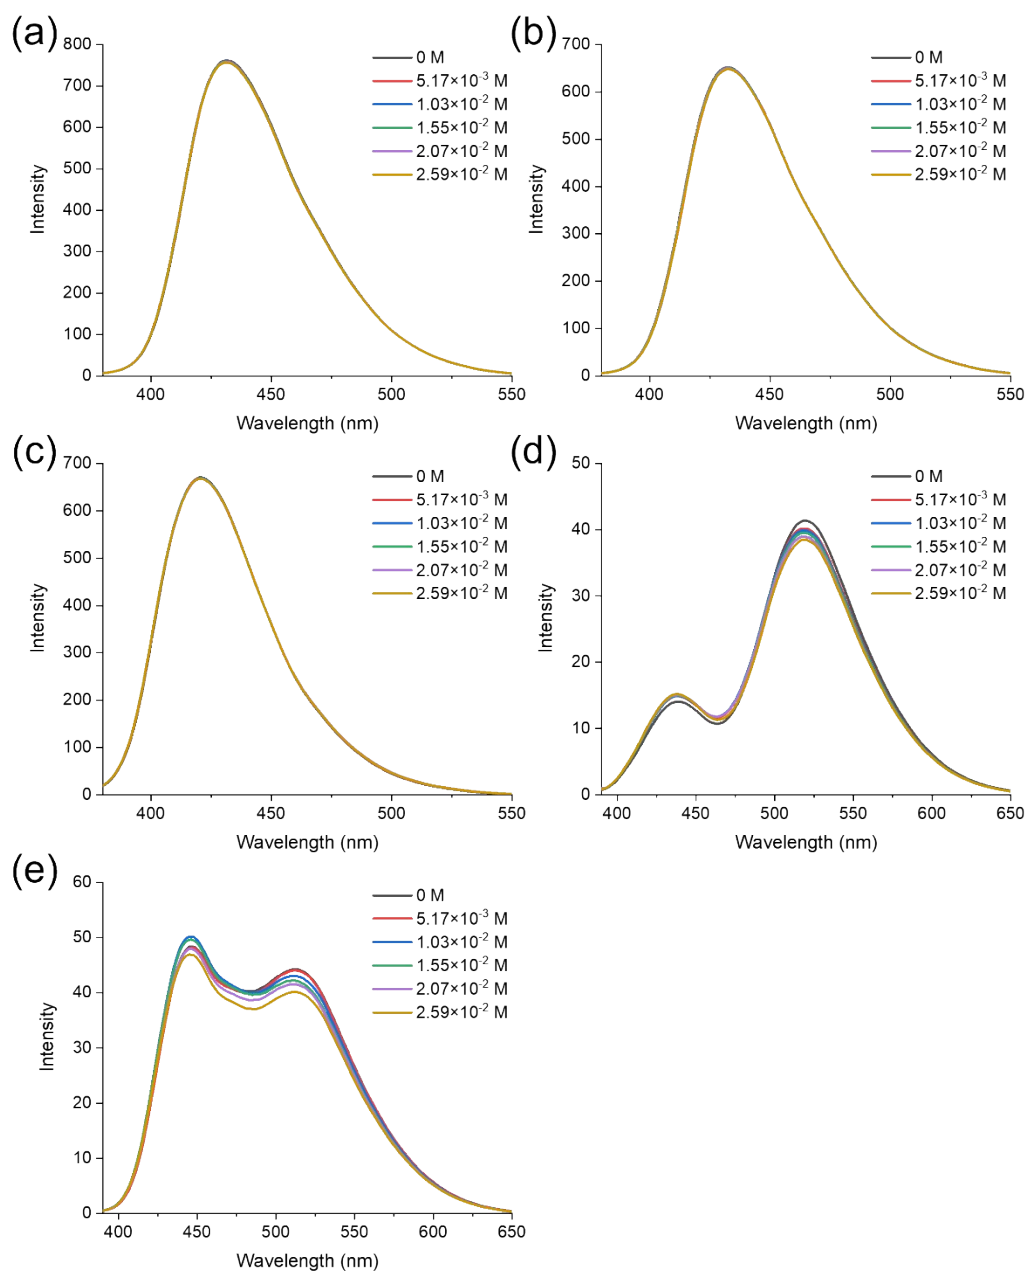 (a)
800
700
600
500
400
300
200
100
0
Intensity
400 450 500 550
Wavelength (nm)
0 M
5.17×10⁻³ M
1.03×10⁻² M
1.55×10⁻² M
2.07×10⁻² M
2.59×10⁻² M
(b)
700
600
500
400
300
200
100
0
Intensity
400 450 500 550
Wavelength (nm)
0 M
5.17×10⁻³ M
1.03×10⁻² M
1.55×10⁻² M
2.07×10⁻² M
2.59×10⁻² M
(c)
700
600
500
400
300
200
100
0
Intensity
400 450 500 550
Wavelength (nm)
0 M
5.17×10⁻³ M
1.03×10⁻² M
1.55×10⁻² M
2.07×10⁻² M
2.59×10⁻² M
(d)
50
40
30
20
10
0
Intensity
400 450 500 550 600 650
Wavelength (nm)
0 M
5.17×10⁻³ M
1.03×10⁻² M
1.55×10⁻² M
2.07×10⁻² M
2.59×10⁻² M
(e)
60
50
40
30
20
10
0
Intensity
400 450 500 550 600 650
Wavelength (nm)
0 M
5.17×10⁻³ M
1.03×10⁻² M
1.55×10⁻² M
2.07×10⁻² M
2.59×10⁻² M